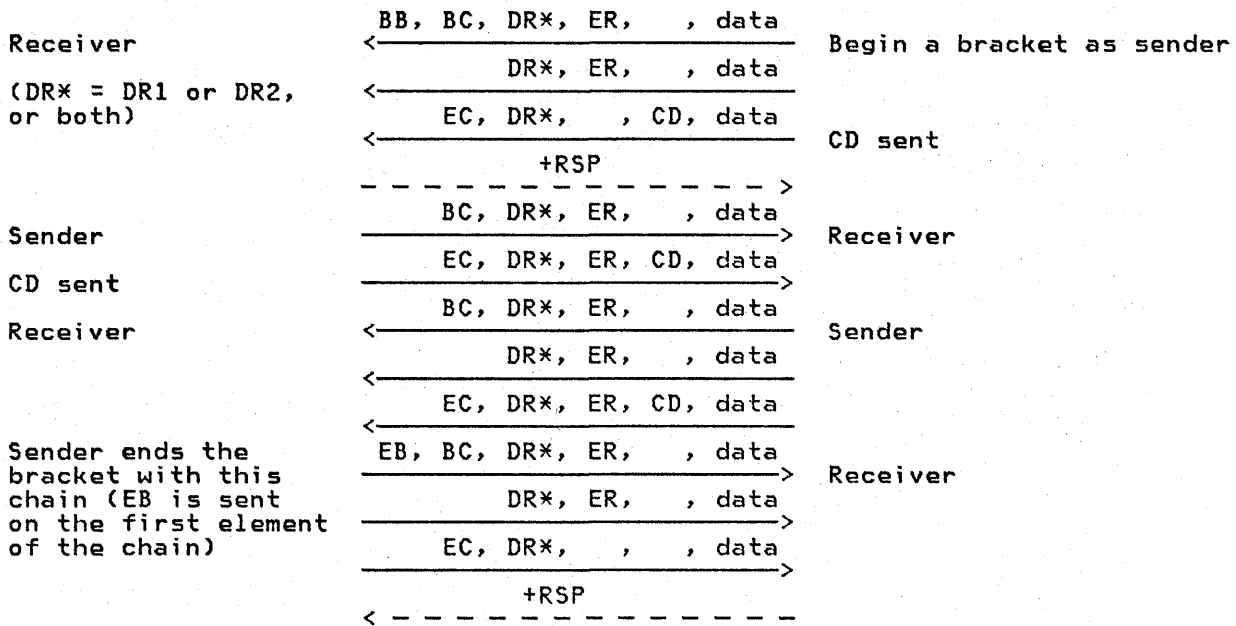 BB, BC, DR*, ER, , data
Receiver Begin a bracket as sender
DR*, ER, , data
(DR* = DR1 or DR2,
or both)
EC, DR*, , CD, data
CD sent
+RSP
BC, DR*, ER, , data
Sender Receiver
EC, DR*, ER, CD, data
CD sent
BC, DR*, ER, , data
Receiver Sender
DR*, ER, , data
EC, DR*, ER, CD, data
Sender ends the EB, BC, DR*, ER, , data
bracket with this Receiver
chain (EB is sent DR*, ER, , data
on the first element
of the chain) EC, DR*, , , data
+RSP